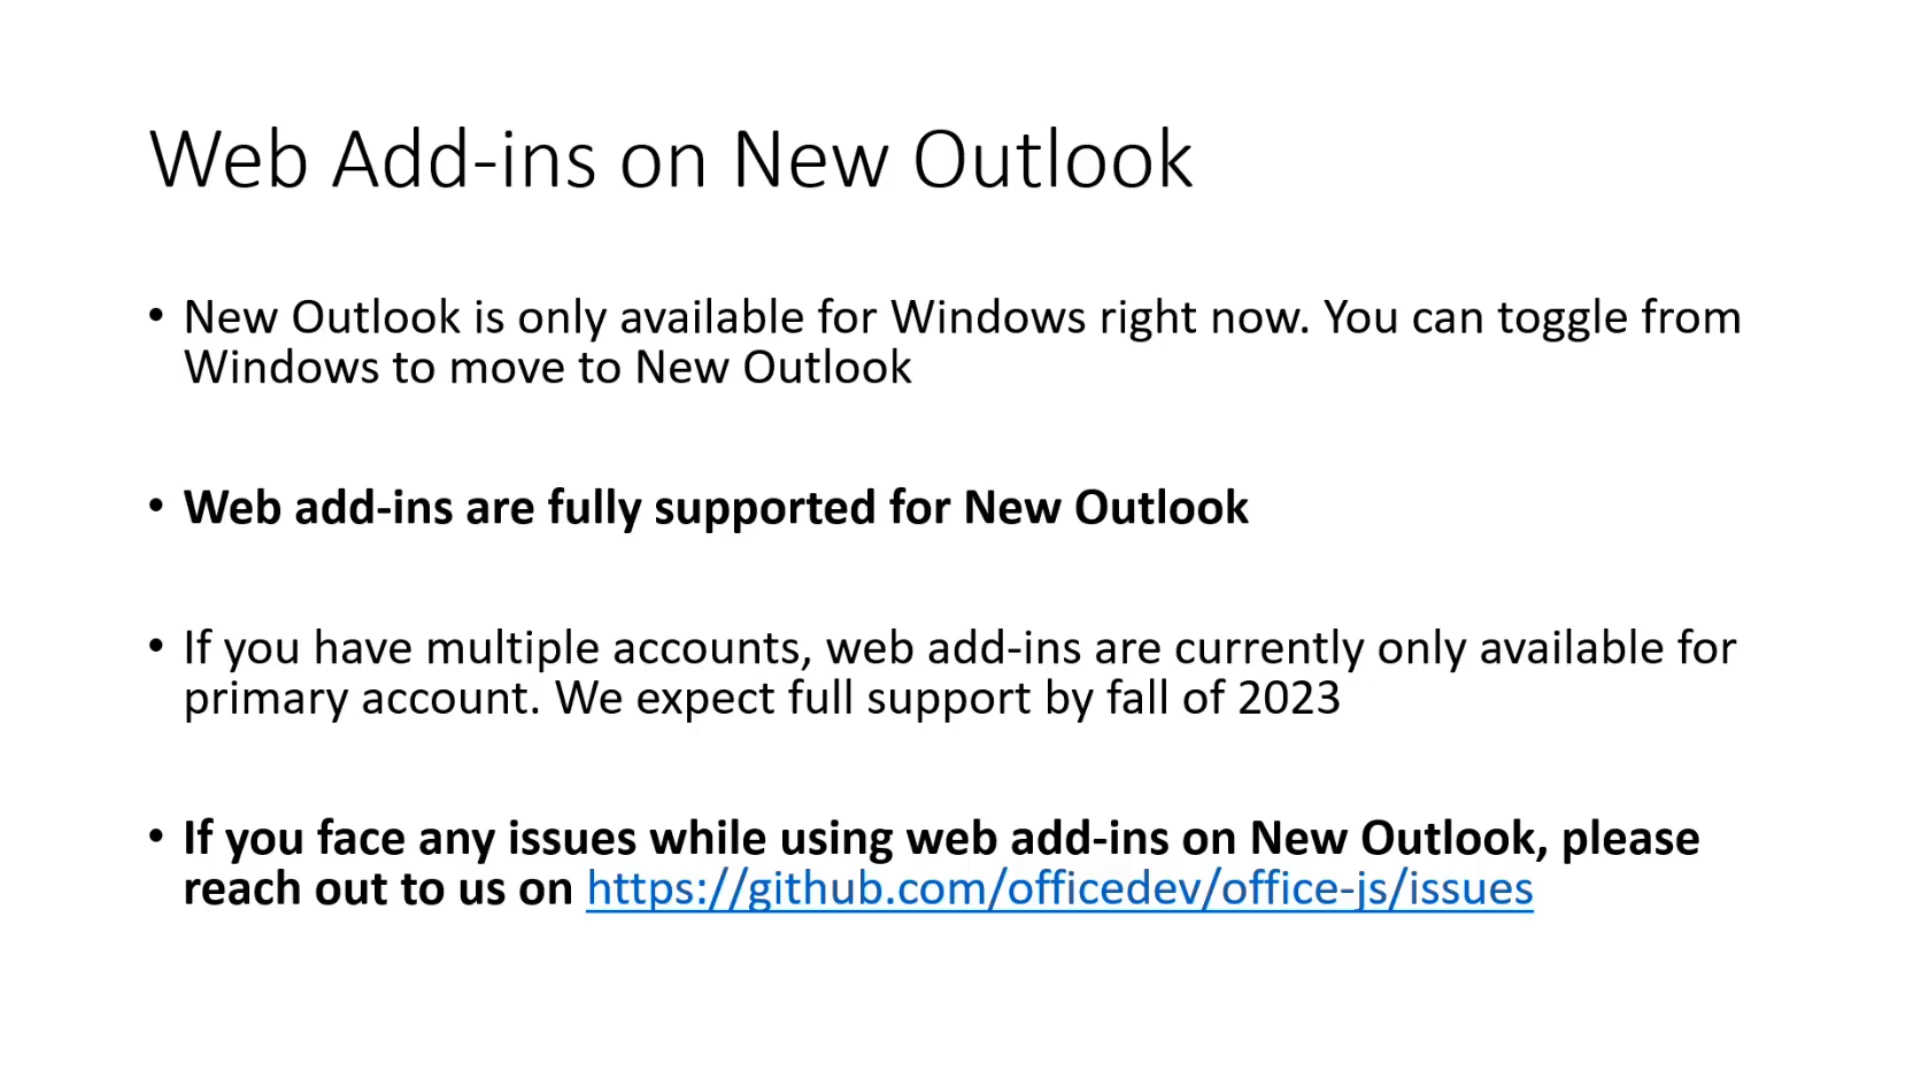 Web Add-ins on New Outlook
• New Outlook is only available for Windows right now. You can toggle from
Windows to move to New Outlook
• Web add-ins are fully supported for New Outlook
• If you have multiple accounts, web add-ins are currently only available for
primary account. We expect full support by fall of 2023
• If you face any issues while using web add-ins on New Outlook, please
reach out to us on https://github.com/officedev/office-js/issues